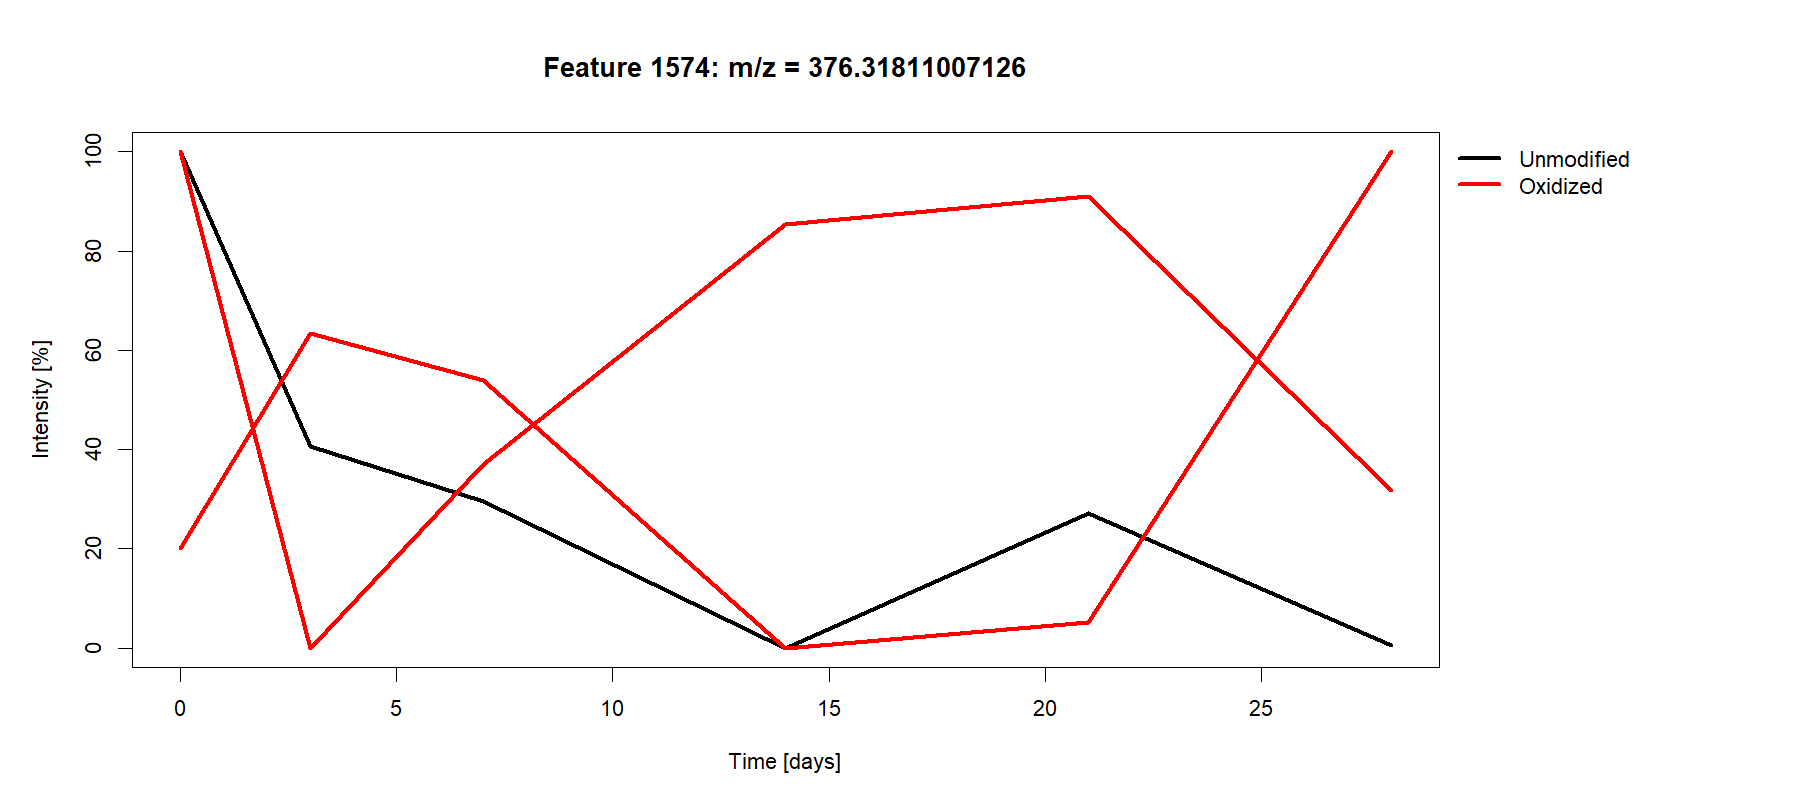 Feature 1574: m/z = 376.31811007126
Unmodified
Oxidized
Intensity [%]
100
80
60
40
20
0
0 5 10 15 20 25
Time [days]